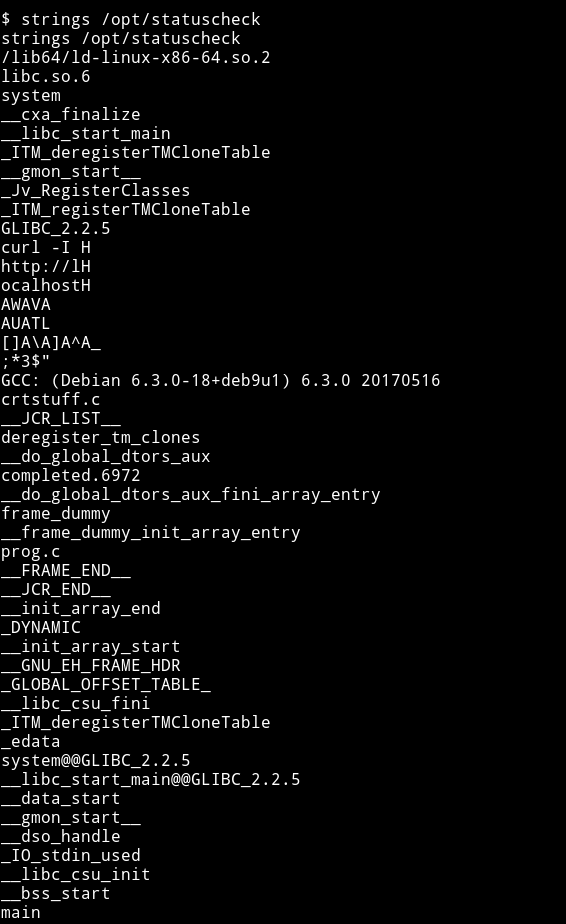 $ strings /opt/statuscheck
strings /opt/statuscheck
/lib64/ld-linux-x86-64.so.2
libc.so.6
system
__cxa_finalize
__libc_start_main
_ITM_deregisterTMCloneTable
__gmon_start__
_Jv_RegisterClasses
_ITM_registerTMCloneTable
GLIBC_2.2.5
curl -I H
http://lH
ocalhostH
AWAVA
AUATL
[]A\A]A^A_
;*3$"
GCC: (Debian 6.3.0-18+deb9u1) 6.3.0 20170516
crtstuff.c
__JCR_LIST__
deregister_tm_clones
__do_global_dtors_aux
completed.6972
__do_global_dtors_aux_fini_array_entry
frame_dummy
__frame_dummy_init_array_entry
prog.c
__FRAME_END__
__JCR_END__
__init_array_end
_DYNAMIC
__init_array_start
__GNU_EH_FRAME_HDR
_GLOBAL_OFFSET_TABLE_
__libc_csu_fini
_ITM_deregisterTMCloneTable
_edata
system@@GLIBC_2.2.5
__libc_start_main@@GLIBC_2.2.5
__data_start
__gmon_start__
__dso_handle
_IO_stdin_used
__libc_csu_init
__bss_start
main